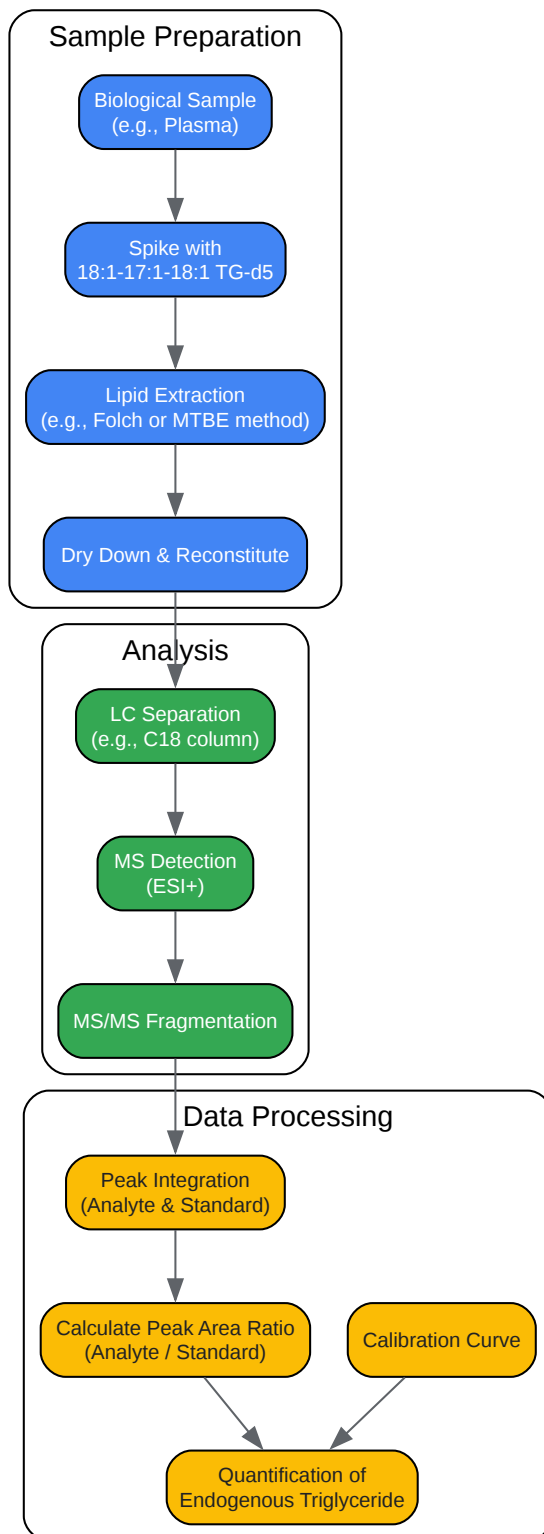 Sample Preparation
Biological Sample
(e.g., Plasma)
Spike with
18:1-17:1-18:1 TG-d5
Lipid Extraction
(e.g., Folch or MTBE method)
Dry Down & Reconstitute
Analysis
LC Separation
(e.g., C18 column)
MS Detection
(ESI+)
MS/MS Fragmentation
Data Processing
Peak Integration
(Analyte & Standard)
Calculate Peak Area Ratio
(Analyte / Standard)
Calibration Curve
Quantification of
Endogenous Triglyceride